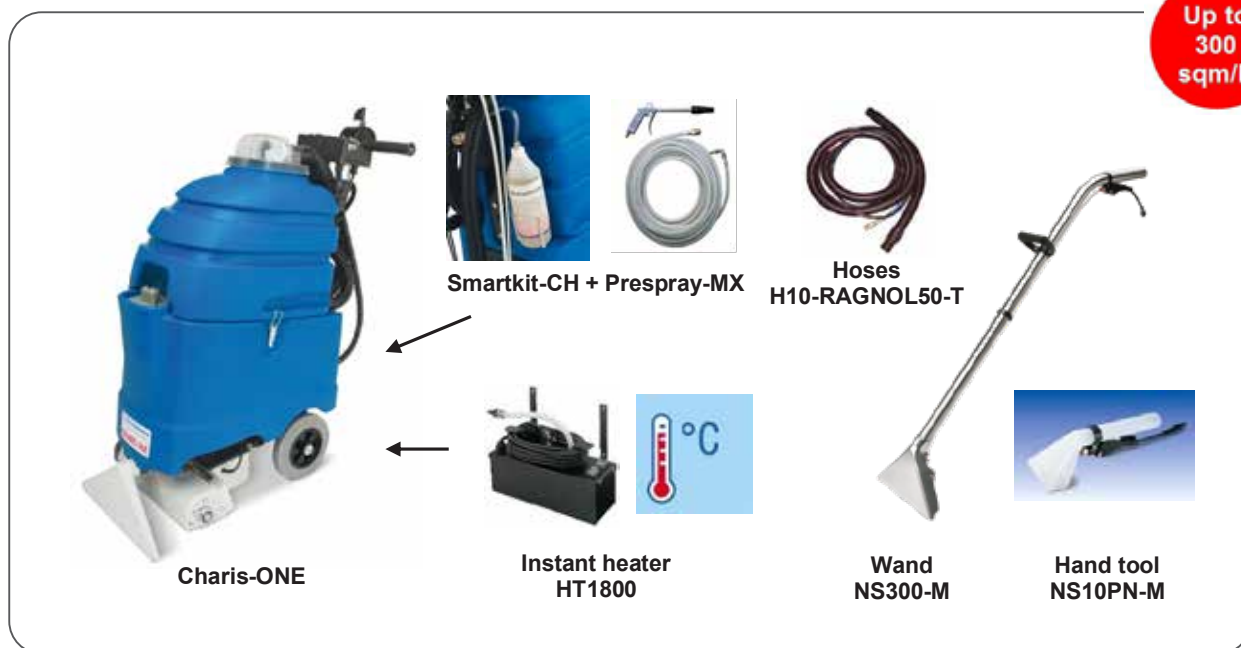 Up to
300
Smartkit-CH + Prespray-MX
Hoses
H10-RAGNOL50-T
°C
Charis-ONE
Instant heater
HT1800
Wand
NS300-M
Hand tool
NS10PN-M